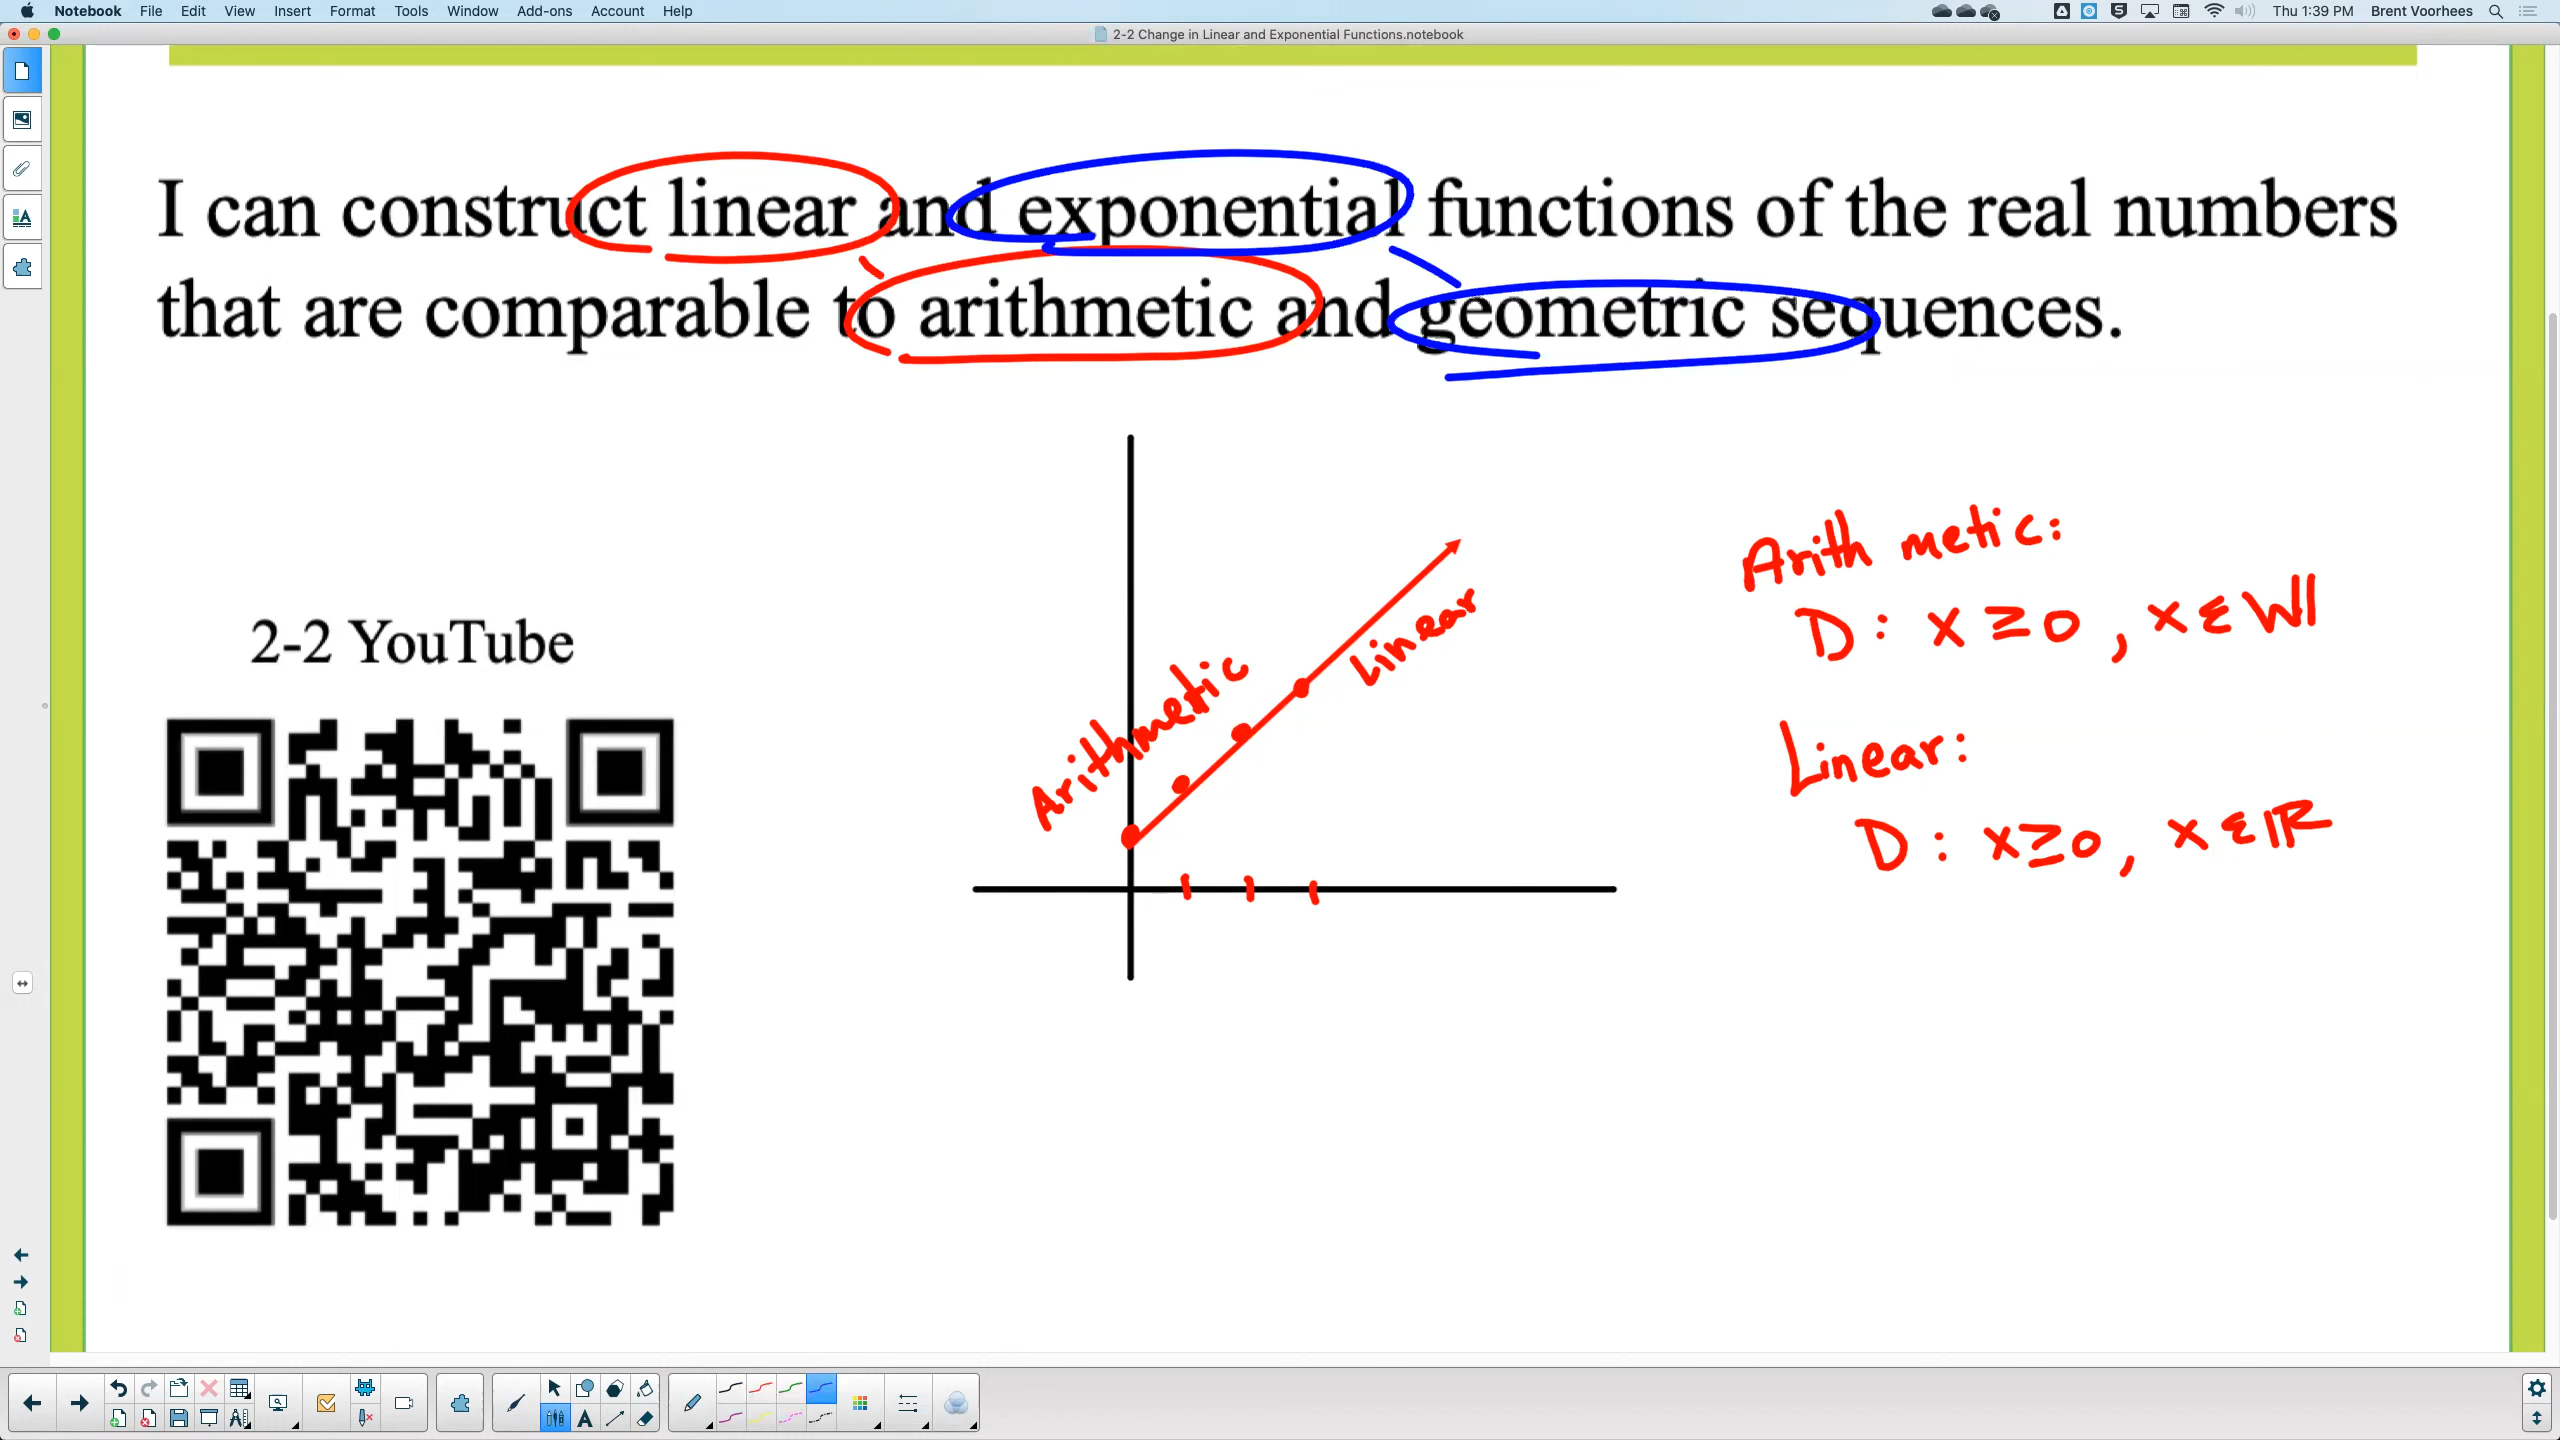 Notebook File Edit View Insert Format Tools Window Add-ons Account Help Thu 1:39 PM Brent Voorhees
2-2 Change in Linear and Exponential Functions.notebook
I can construct linear and exponential functions of the real numbers
that are comparable to arithmetic and geometric sequences.
2-2 YouTube
Arithmetic
Linear
Arithmetic:
D: x ≥ 0, x ∈ W
Linear:
D: x ≥ 0, x ∈ ℝ